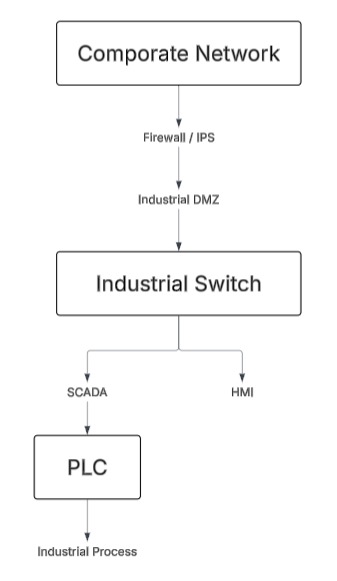 Comporate Network
Firewall / IPS
Industrial DMZ
Industrial Switch
SCADA
HMI
PLC
Industrial Process